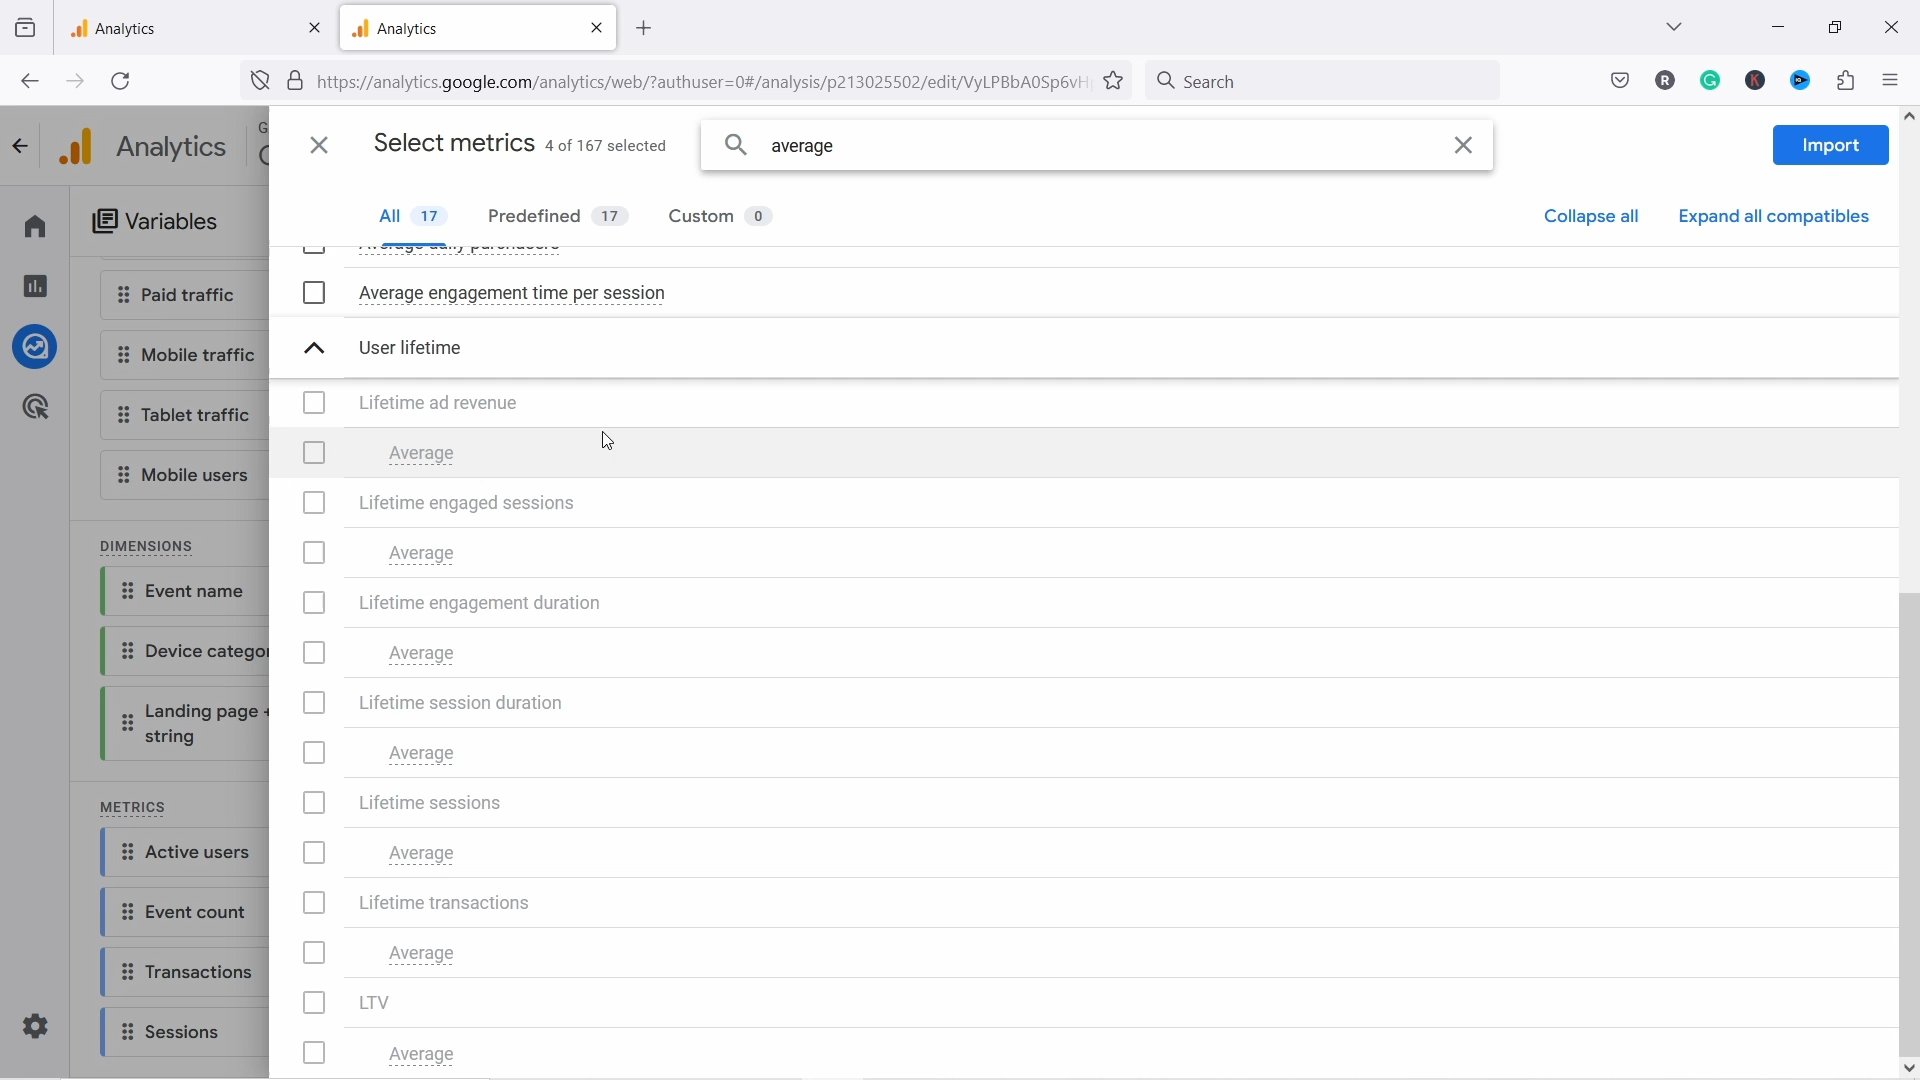 Analytics
Analytics
https://analytics.google.com/analytics/web/?authuser=0#/analysis/p213025502/edit/VyLPBbA0Sp6vH
Search
Analytics
Select metrics 4 of 167 selected
average
Import
All 17
Predefined 17
Custom 0
Collapse all
Expand all compatibles
Variables
Paid traffic
Mobile traffic
Tablet traffic
Mobile users
DIMENSIONS
Event name
Device categor
Landing page +
string
METRICS
Active users
Event count
Transactions
Sessions
Average daily purchasers
Average engagement time per session
User lifetime
Lifetime ad revenue
Average
Lifetime engaged sessions
Average
Lifetime engagement duration
Average
Lifetime session duration
Average
Lifetime sessions
Average
Lifetime transactions
Average
LTV
Average